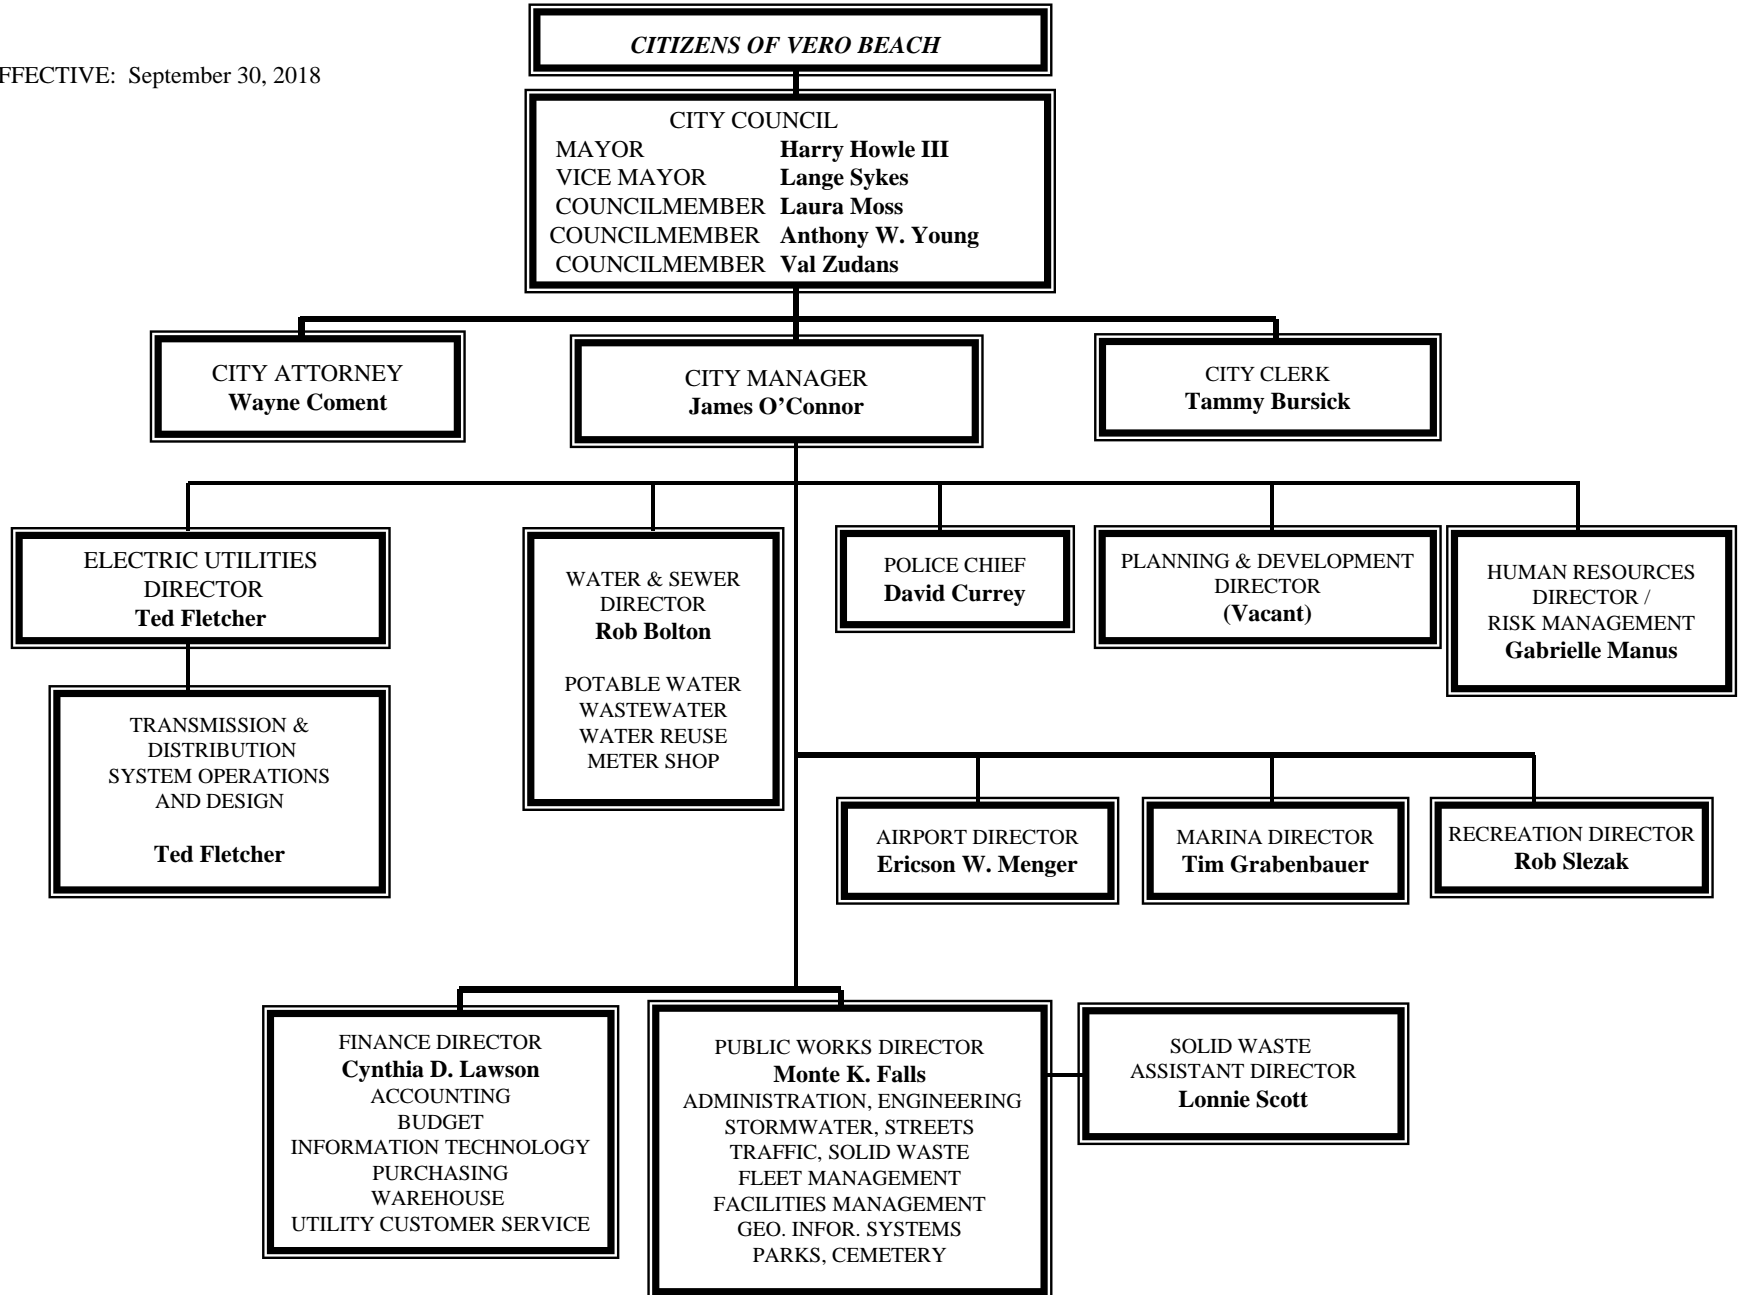 CITIZENS OF VERO BEACH
FFECTIVE: September 30, 2018
CITY COUNCIL
MAYOR Harry Howle III
VICE MAYOR Lange Sykes
COUNCILMEMBER Laura Moss
COUNCILMEMBER Anthony W. Young
COUNCILMEMBER Val Zudans
CITY ATTORNEY
Wayne Coment
CITY MANAGER
James O’Connor
CITY CLERK
Tammy Bursick
ELECTRIC UTILITIES
DIRECTOR
Ted Fletcher
WATER & SEWER
DIRECTOR
Rob Bolton
POTABLE WATER
WASTEWATER
WATER REUSE
METER SHOP
POLICE CHIEF
David Currey
PLANNING & DEVELOPMENT
DIRECTOR
(Vacant)
HUMAN RESOURCES
DIRECTOR /
RISK MANAGEMENT
Gabrielle Manus
TRANSMISSION &
DISTRIBUTION
SYSTEM OPERATIONS
AND DESIGN
Ted Fletcher
AIRPORT DIRECTOR
Ericson W. Menger
MARINA DIRECTOR
Tim Grabenbauer
RECREATION DIRECTOR
Rob Slezak
FINANCE DIRECTOR
Cynthia D. Lawson
ACCOUNTING
BUDGET
INFORMATION TECHNOLOGY
PURCHASING
WAREHOUSE
UTILITY CUSTOMER SERVICE
PUBLIC WORKS DIRECTOR
Monte K. Falls
ADMINISTRATION, ENGINEERING
STORMWATER, STREETS
TRAFFIC, SOLID WASTE
FLEET MANAGEMENT
FACILITIES MANAGEMENT
GEO. INFOR. SYSTEMS
PARKS, CEMETERY
SOLID WASTE
ASSISTANT DIRECTOR
Lonnie Scott